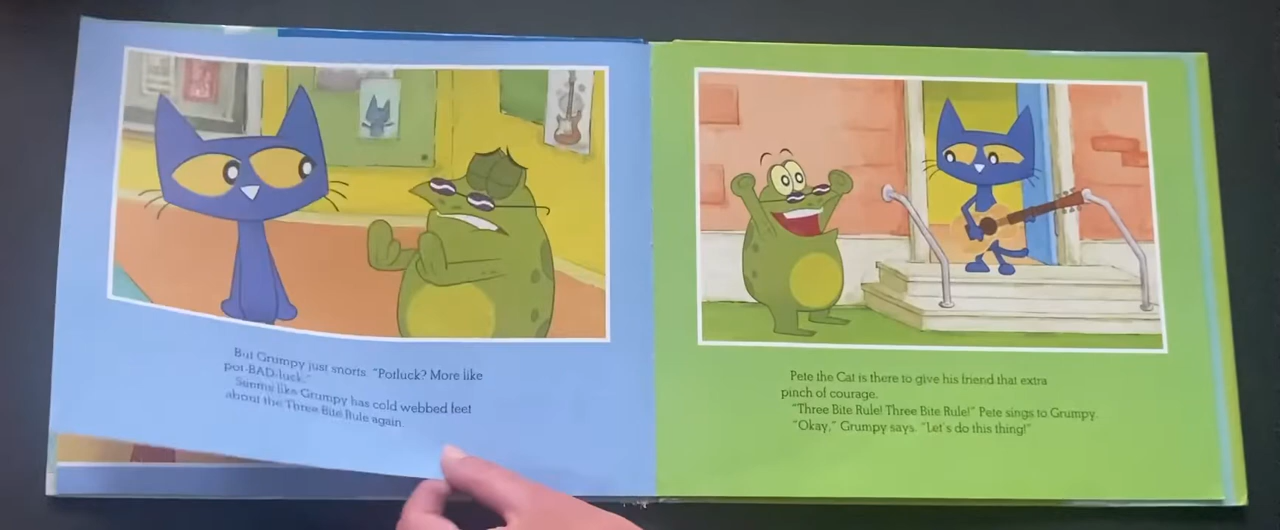 But Grumpy just snorts. "Potluck? More like
pot-BAD-luck."
Seems like Grumpy has cold webbed feet
about the Three Bite Rule again.
Pete the Cat is there to give his friend that extra
pinch of courage.
"Three Bite Rule! Three Bite Rule!" Pete sings to Grumpy.
"Okay," Grumpy says. "Let's do this thing!"